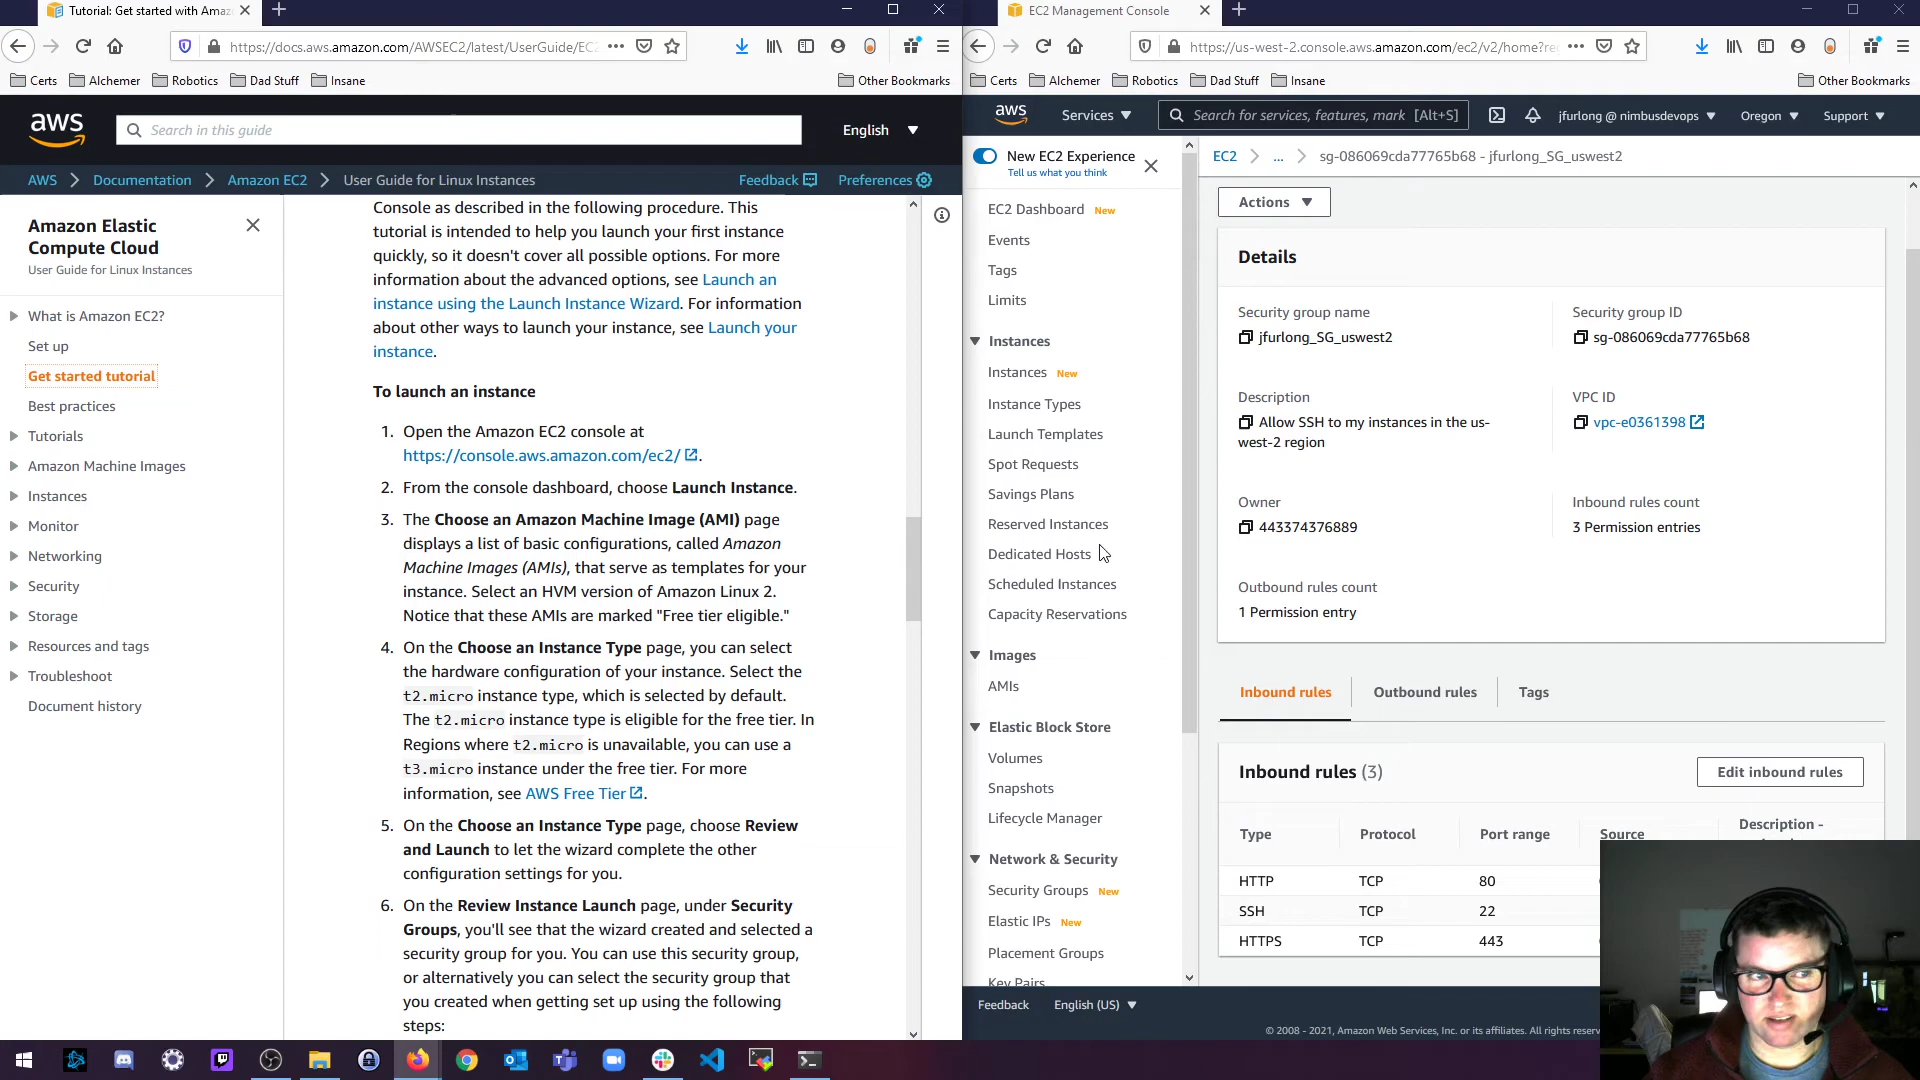 Tutorial: Get started with Amaz
https://docs.aws.amazon.com/AWSEC2/latest/UserGuide/EC2
Certs
Alchemer
Robotics
Dad Stuff
Insane
Other Bookmarks
aws
Search in this guide
English
AWS
Documentation
Amazon EC2
User Guide for Linux Instances
Feedback
Preferences
Amazon Elastic
Compute Cloud
User Guide for Linux Instances
What is Amazon EC2?
Set up
Get started tutorial
Best practices
Tutorials
Amazon Machine Images
Instances
Monitor
Networking
Security
Storage
Resources and tags
Troubleshoot
Document history
Console as described in the following procedure. This
tutorial is intended to help you launch your first instance
quickly, so it doesn't cover all possible options. For more
information about the advanced options, see Launch an
instance using the Launch Instance Wizard. For information
about other ways to launch your instance, see Launch your
instance.
To launch an instance
1. Open the Amazon EC2 console at
https://console.aws.amazon.com/ec2/ .
2. From the console dashboard, choose Launch Instance.
3. The Choose an Amazon Machine Image (AMI) page
displays a list of basic configurations, called Amazon
Machine Images (AMIs), that serve as templates for your
instance. Select an HVM version of Amazon Linux 2.
Notice that these AMIs are marked "Free tier eligible."
4. On the Choose an Instance Type page, you can select
the hardware configuration of your instance. Select the
t2.micro instance type, which is selected by default.
The t2.micro instance type is eligible for the free tier. In
Regions where t2.micro is unavailable, you can use a
t3.micro instance under the free tier. For more
information, see AWS Free Tier .
5. On the Choose an Instance Type page, choose Review
and Launch to let the wizard complete the other
configuration settings for you.
6. On the Review Instance Launch page, under Security
Groups, you'll see that the wizard created and selected a
security group for you. You can use this security group,
or alternatively you can select the security group that
you created when getting set up using the following
steps:
EC2 Management Console
https://us-west-2.console.aws.amazon.com/ec2/v2/home?re
Certs
Alchemer
Robotics
Dad Stuff
Insane
Other Bookmarks
aws
Services
Search for services, features, mark [Alt+S]
jfurlong @ nimbusdevops
Oregon
Support
New EC2 Experience
Tell us what you think
EC2 Dashboard New
Events
Tags
Limits
Instances
Instances New
Instance Types
Launch Templates
Spot Requests
Savings Plans
Reserved Instances
Dedicated Hosts
Scheduled Instances
Capacity Reservations
Images
AMIs
Elastic Block Store
Volumes
Snapshots
Lifecycle Manager
Network & Security
Security Groups New
Elastic IPs New
Placement Groups
Key Pairs
EC2
...
sg-086069cda77765b68 - jfurlong_SG_uswest2
Actions
Details
Security group name
jfurlong_SG_uswest2
Security group ID
sg-086069cda77765b68
Description
Allow SSH to my instances in the us-
west-2 region
VPC ID
vpc-e0361398
Owner
443374376889
Inbound rules count
3 Permission entries
Outbound rules count
1 Permission entry
Inbound rules
Outbound rules
Tags
Inbound rules (3)
Edit inbound rules
Type
Protocol
Port range
Source
Description -
HTTP TCP 80
SSH TCP 22
HTTPS TCP 443
Feedback
English (US)
© 2008 - 2021, Amazon Web Services, Inc. or its affiliates. All rights reserv